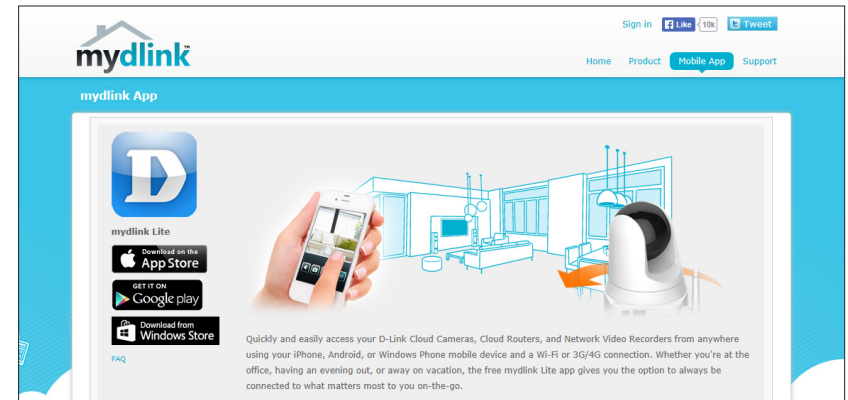 Sign in Like 10k Tweet
mydlink™
Home Product Mobile App Support
mydlink App
mydlink Lite
Download on the
App Store
GET IT ON
Google play
Download from
Windows Store
FAQ
Quickly and easily access your D-Link Cloud Cameras, Cloud Routers, and Network Video Recorders from anywhere
using your iPhone, Android, or Windows Phone mobile device and a Wi-Fi or 3G/4G connection. Whether you're at the
office, having an evening out, or away on vacation, the free mydlink Lite app gives you the option to always be
connected to what matters most to you on-the-go.